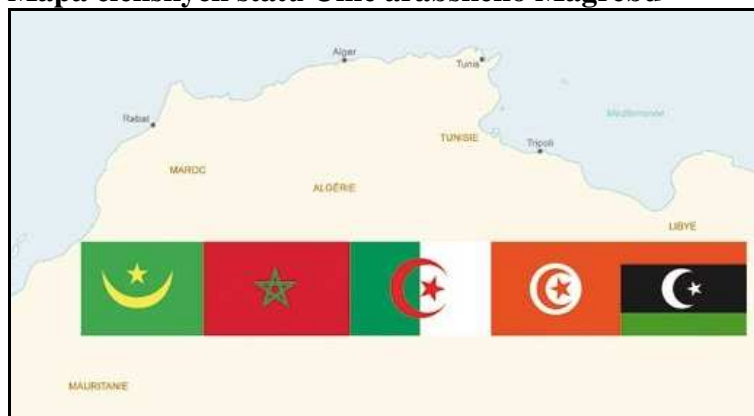 Mapa členských států Unie arabského Magrebu
Alger
Tunis
Rabat
Méditerranée
TUNISIE
Tripoli
MAROC
ALGÉRIE
LIBYE
MAURITANIE